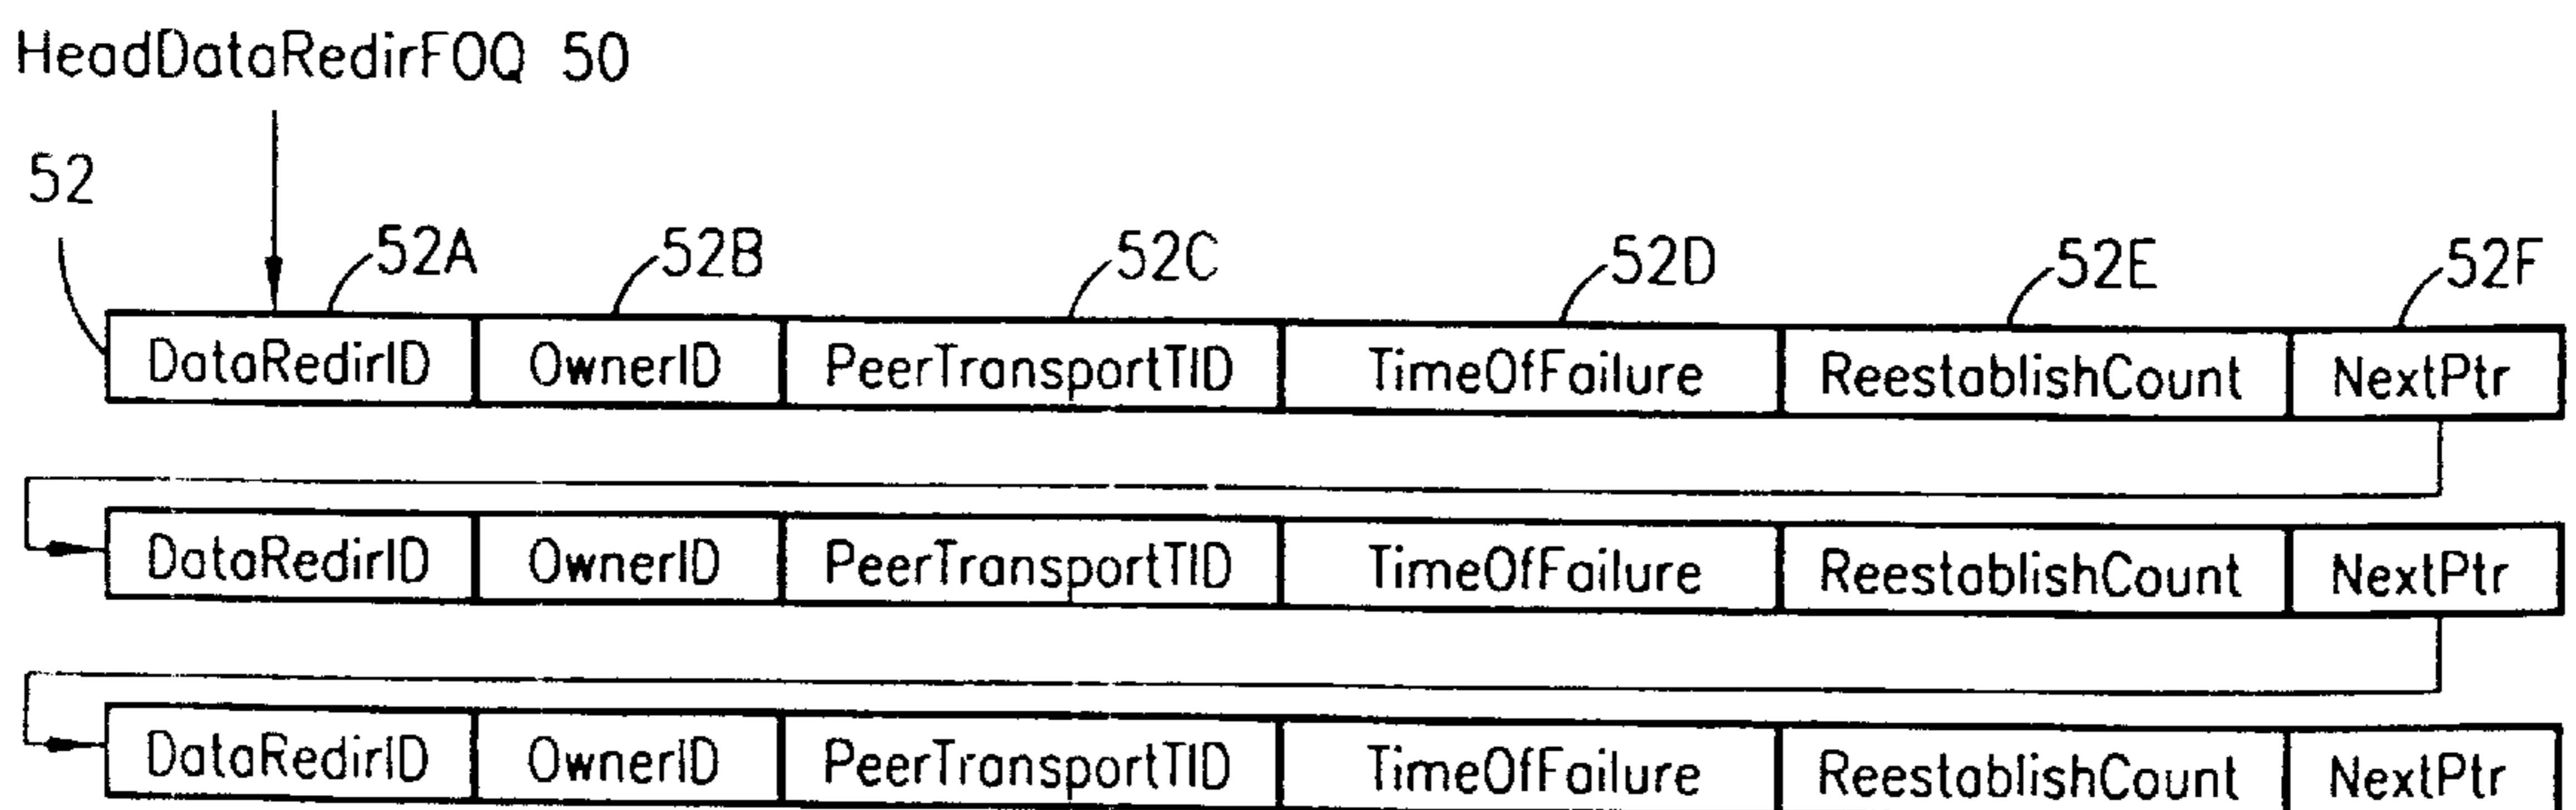 HeadDataRedirFOQ 50
52
52A 52B 52C 52D 52E 52F
DataRedirID OwnerID PeerTransportTID TimeOfFailure ReestablishCount NextPtr
DataRedirID OwnerID PeerTransportTID TimeOfFailure ReestablishCount NextPtr
DataRedirID OwnerID PeerTransportTID TimeOfFailure ReestablishCount NextPtr